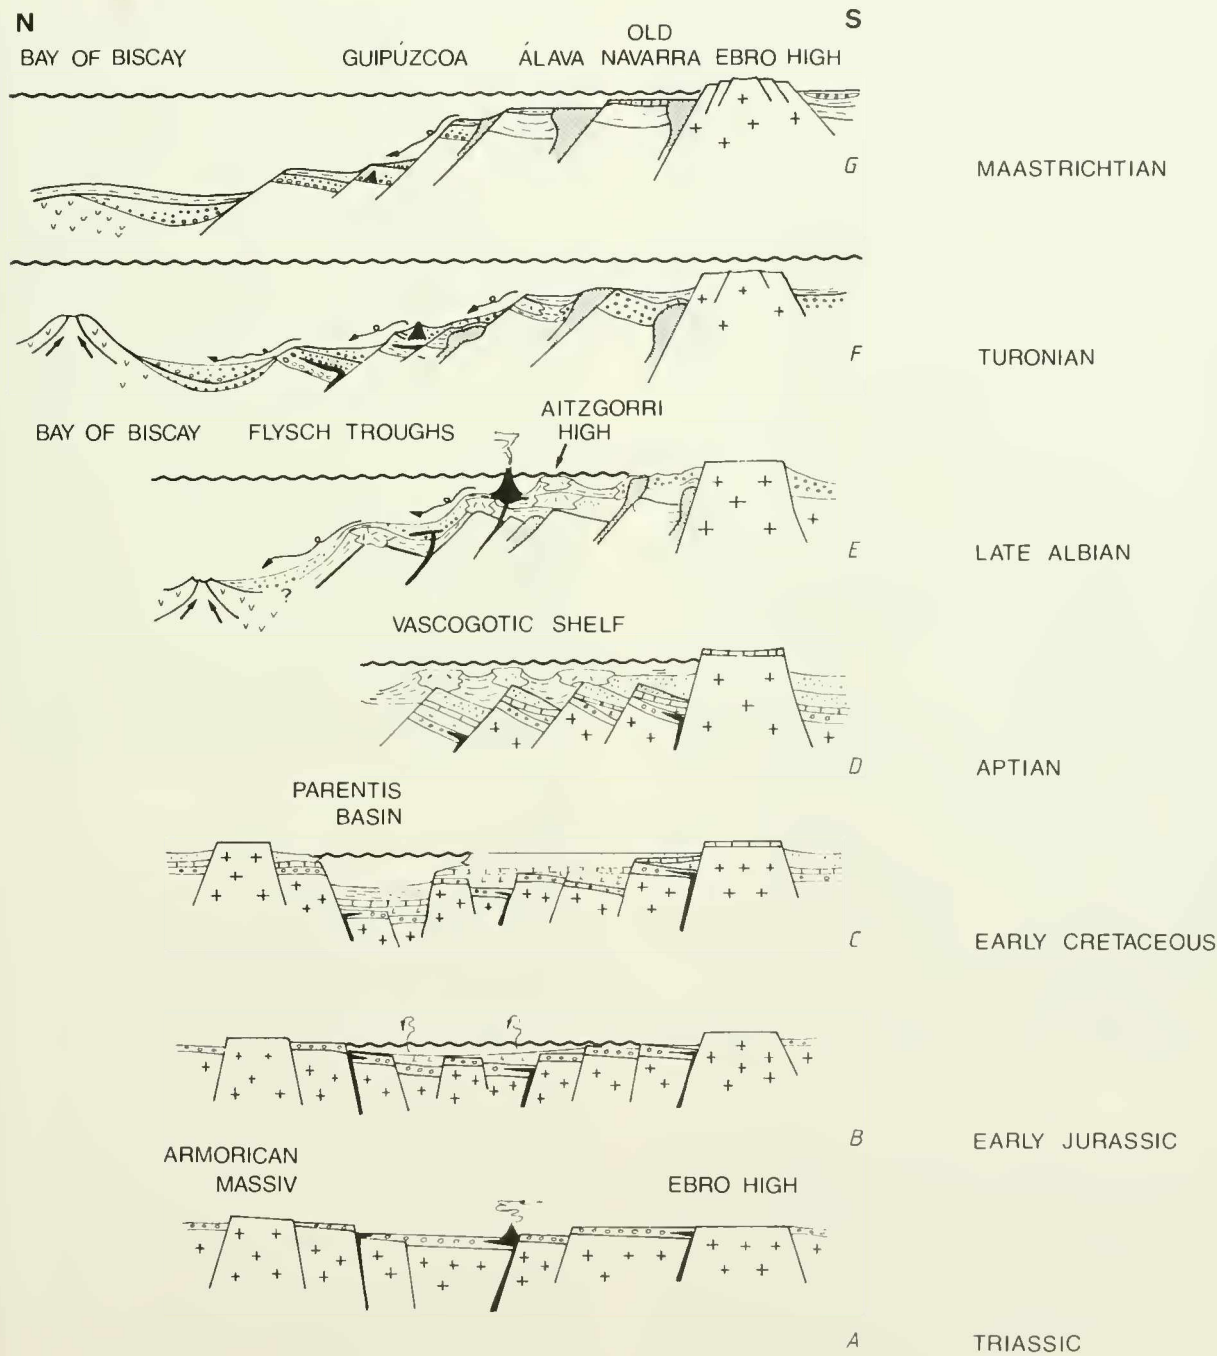 N S
OLD
BAY OF BISCAY GUIPÚZCOA ÁLAVA NAVARRA EBRO HIGH
G MAASTRICHTIAN
F TURONIAN
AITZGORRI
BAY OF BISCAY FLYSCH TROUGHS HIGH
E LATE ALBIAN
?
VASCOGOTIC SHELF
D APTIAN
PARENTIS
BASIN
C EARLY CRETACEOUS
B EARLY JURASSIC
ARMORICAN
MASSIV EBRO HIGH
A TRIASSIC